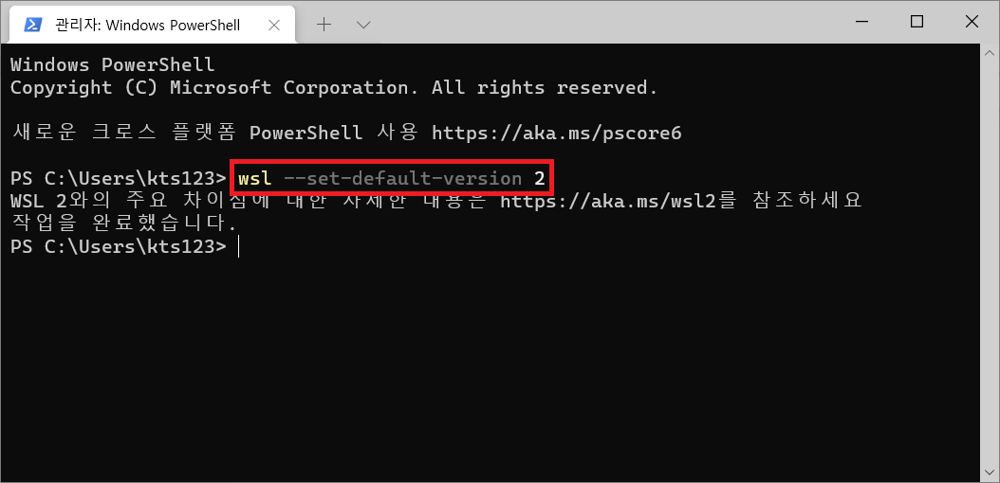 관리자: Windows PowerShell
Windows PowerShell
Copyright (C) Microsoft Corporation. All rights reserved.
새로운 크로스 플랫폼 PowerShell 사용 https://aka.ms/pscore6
PS C:\Users\kts123> wsl --set-default-version 2
WSL 2와의 주요 차이점에 대한 자세한 내용은 https://aka.ms/wsl2를 참조하세요
작업을 완료했습니다.
PS C:\Users\kts123>